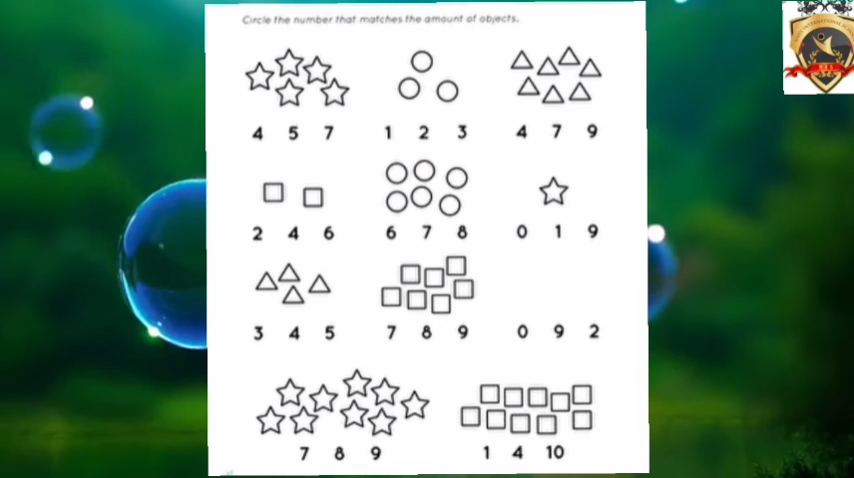 Circle the number that matches the amount of objects.
4 5 7
1 2 3
4 7 9
2 4 6
6 7 8
0 1 9
3 4 5
7 8 9
0 9 2
7 8 9
1 4 10